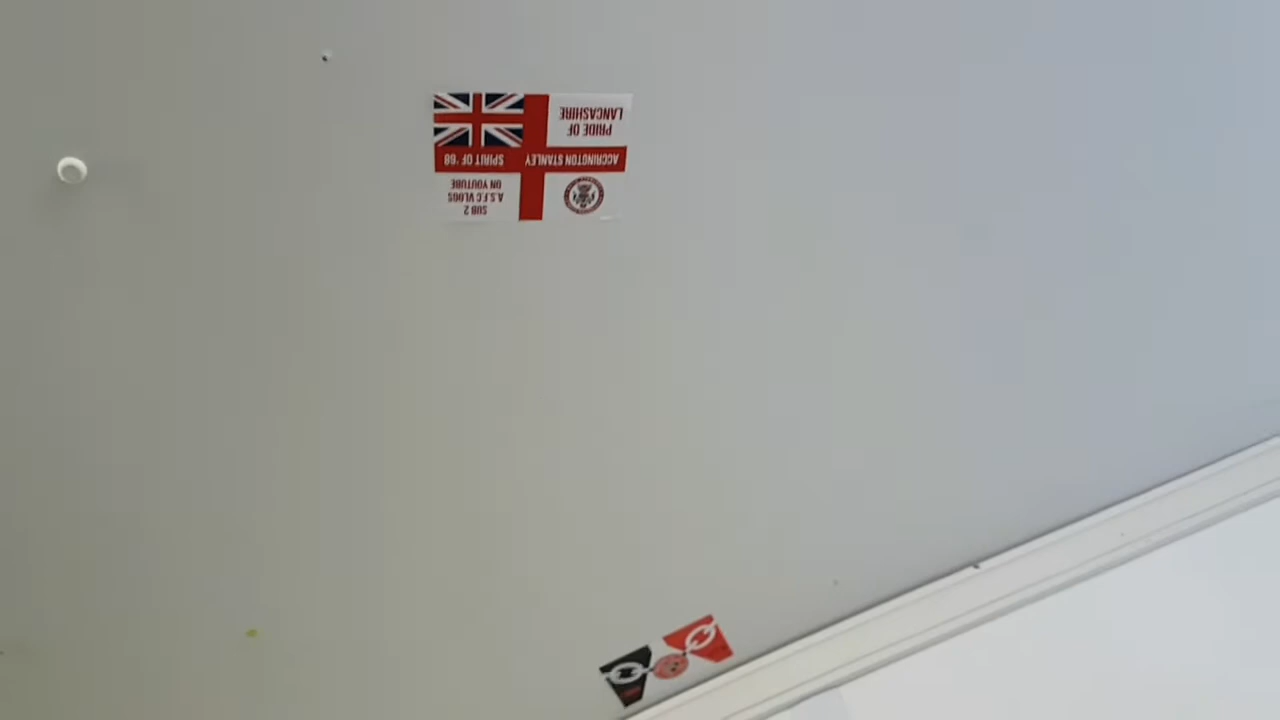 SUB 2
A.S.F.C VLOGS
ON YOUTUBE
ACCRINGTON STANLEY
SPIRIT OF '68
PRIDE OF
LANCASHIRE